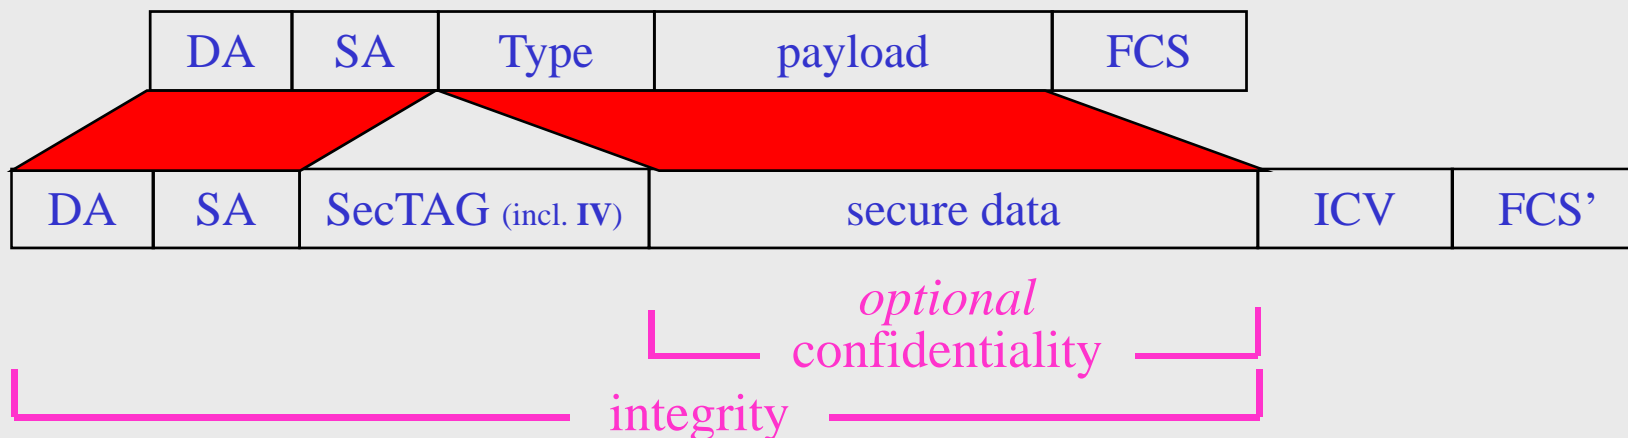 DA SA Type payload FCS
DA SA SecTAG (incl. IV) secure data ICV FCS’
optional
confidentiality
integrity